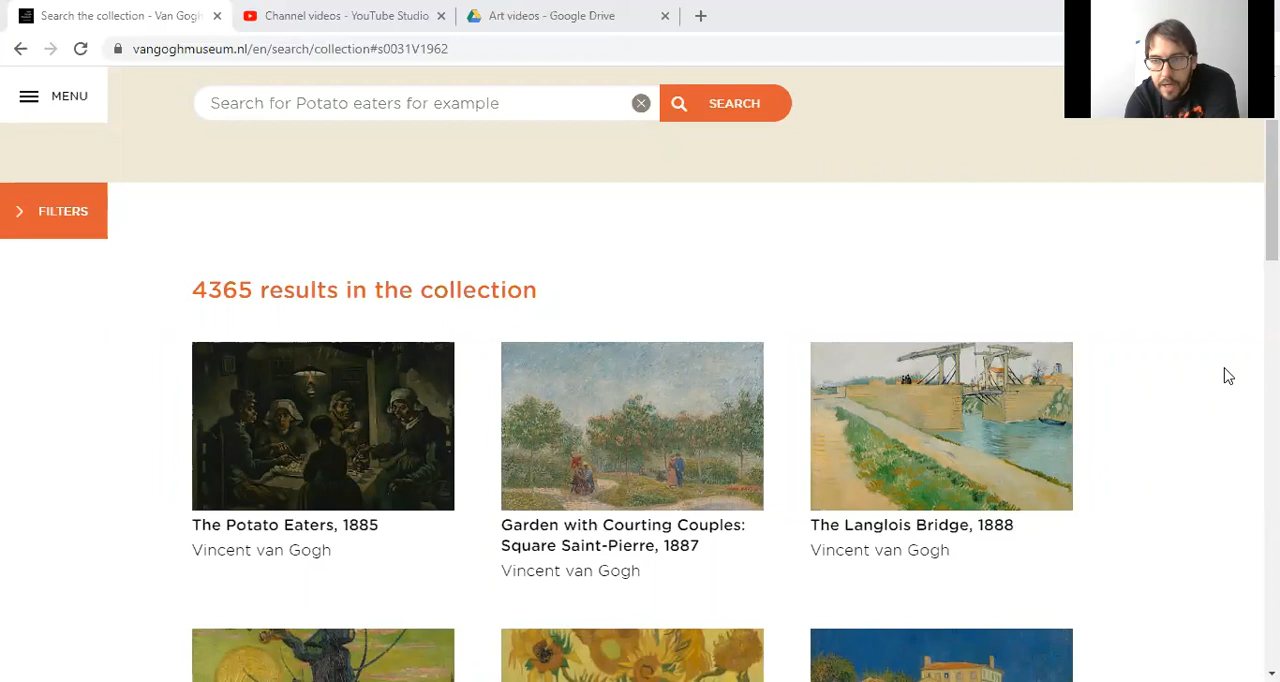 Search the collection - Van Gogh
Channel videos - YouTube Studio
Art videos - Google Drive
vangoghmuseum.nl/en/search/collection#s0031V1962
MENU
Search for Potato eaters for example
SEARCH
FILTERS
4365 results in the collection
The Potato Eaters, 1885
Vincent van Gogh
Garden with Courting Couples:
Square Saint-Pierre, 1887
Vincent van Gogh
The Langlois Bridge, 1888
Vincent van Gogh